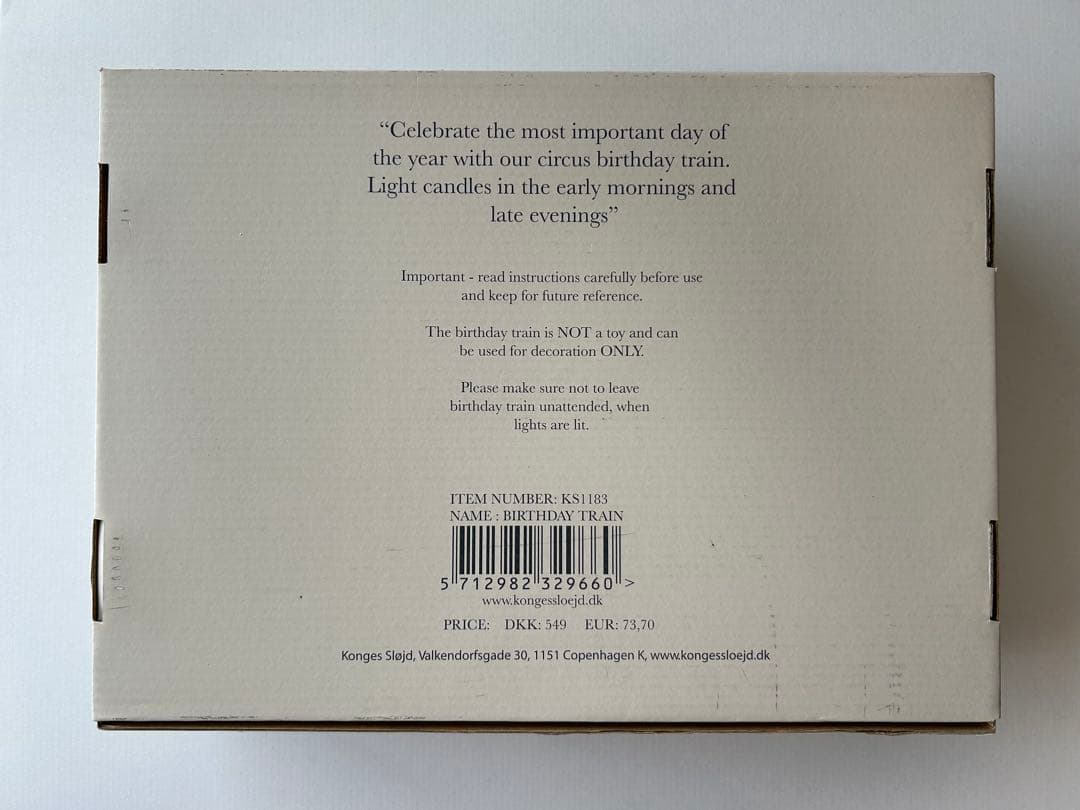 “Celebrate the most important day of
the year with our circus birthday train.
Light candles in the early mornings and
late evenings”
Important - read instructions carefully before use
and keep for future reference.
The birthday train is NOT a toy and can
be used for decoration ONLY.
Please make sure not to leave
birthday train unattended, when
lights are lit.
ITEM NUMBER: KS1183
NAME : BIRTHDAY TRAIN
5 712982 329660 >
www.kongessloejd.dk
PRICE: DKK: 549 EUR: 73,70
Konges Sløjd, Valkendorfsgade 30, 1151 Copenhagen K, www.kongessloejd.dk